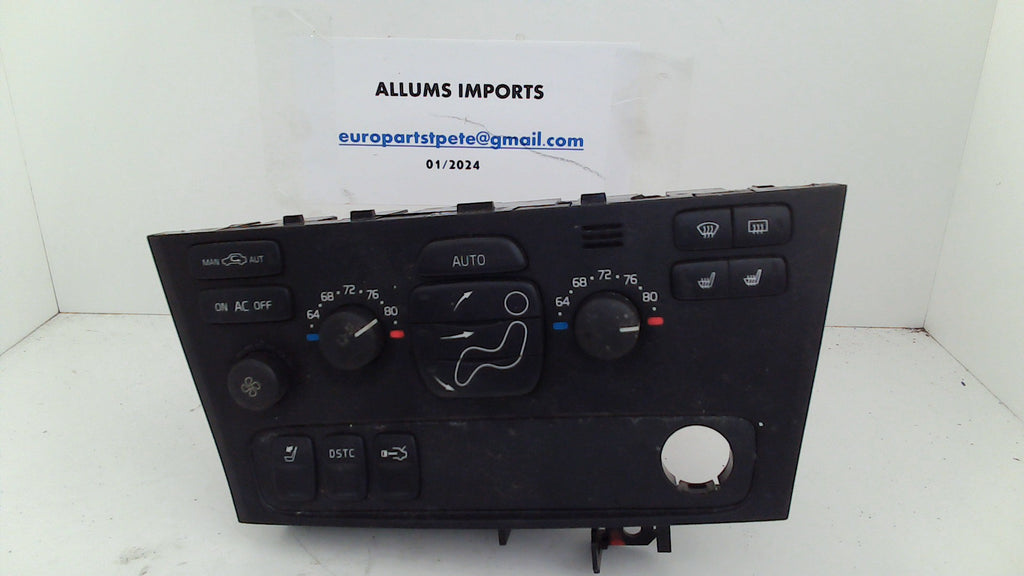 ALLUMS IMPORTS
europartstpete@gmail.com
01/2024
MAN AUT
AUTO
ON AC OFF
64 68 72 76 80
64 68 72 76 80
DSTC